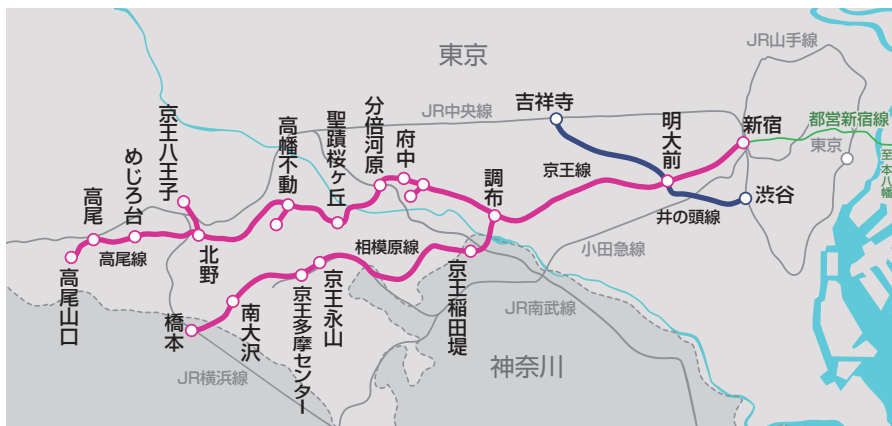 東京
JR山手線
JR中央線
吉祥寺
新宿
都営新宿線
至本八幡
東京
明大前
京王線
渋谷
井の頭線
調布
府中
分倍河原
聖蹟桜ヶ丘
高幡不動
京王八王子
めじろ台
高尾
高尾線
高尾山口
北野
相模原線
京王稲田堤
京王永山
京王多摩センター
南大沢
橋本
JR横浜線
小田急線
JR南武線
神奈川